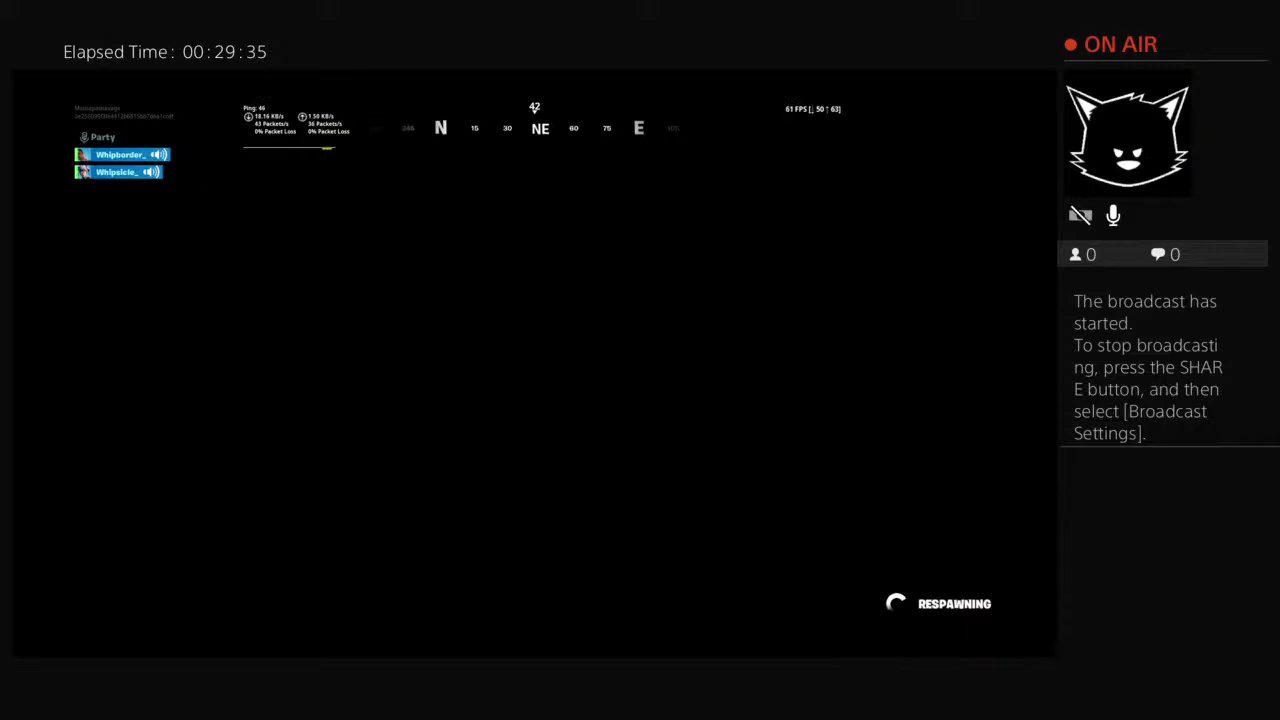 Elapsed Time: 00:29:35
ON AIR
Ping: 46
18.16 KB/s 1.50 KB/s
43 Packets/s 36 Packets/s
0% Packet Loss 0% Packet Loss
42
N 15 30 NE 60 75 E
61 FPS [↓ 50 ↑ 63]
Party
Whipborder_
Whipsicle_
0 0
The broadcast has
started.
To stop broadcasti
ng, press the SHAR
E button, and then
select [Broadcast
Settings].
RESPAWNING